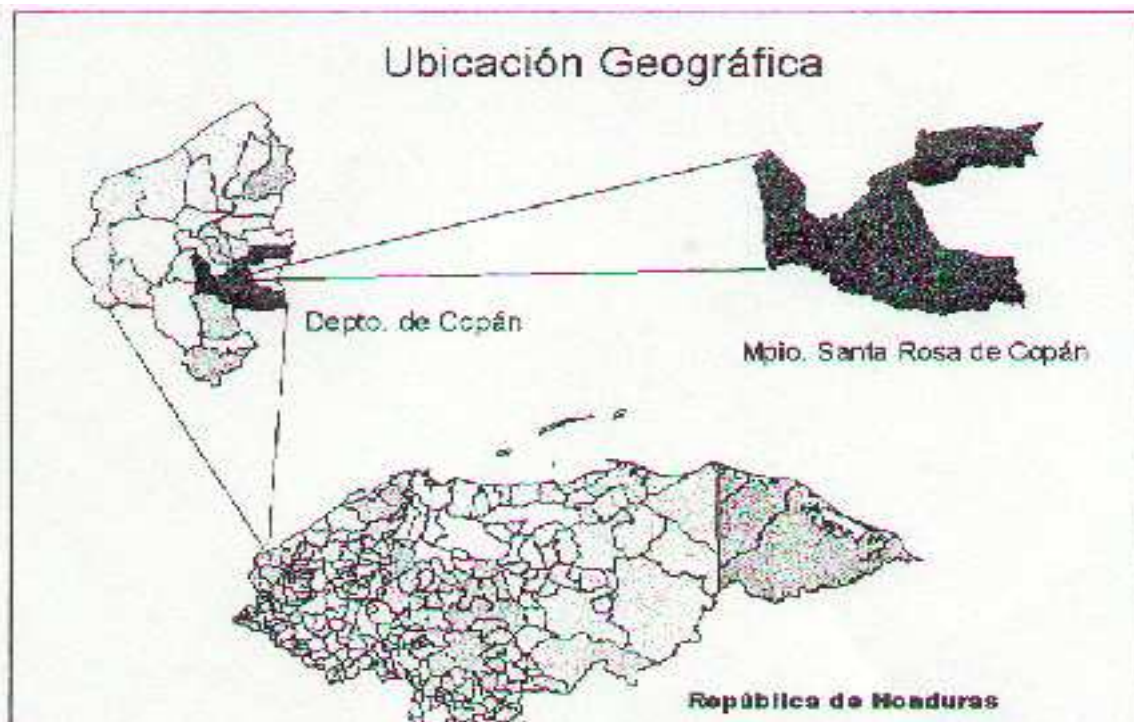 Ubicación Geográfica
Depto. de Copán
Mpio. Santa Rosa de Copán
República de Honduras